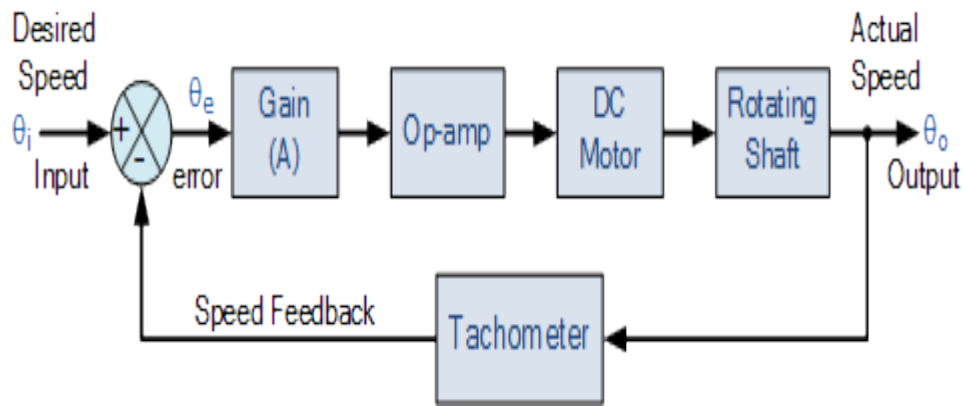 Desired
Speed
θi
Input
+
-
θe
error
Gain
(A)
Op-amp
DC
Motor
Rotating
Shaft
Actual
Speed
θo
Output
Speed Feedback
Tachometer